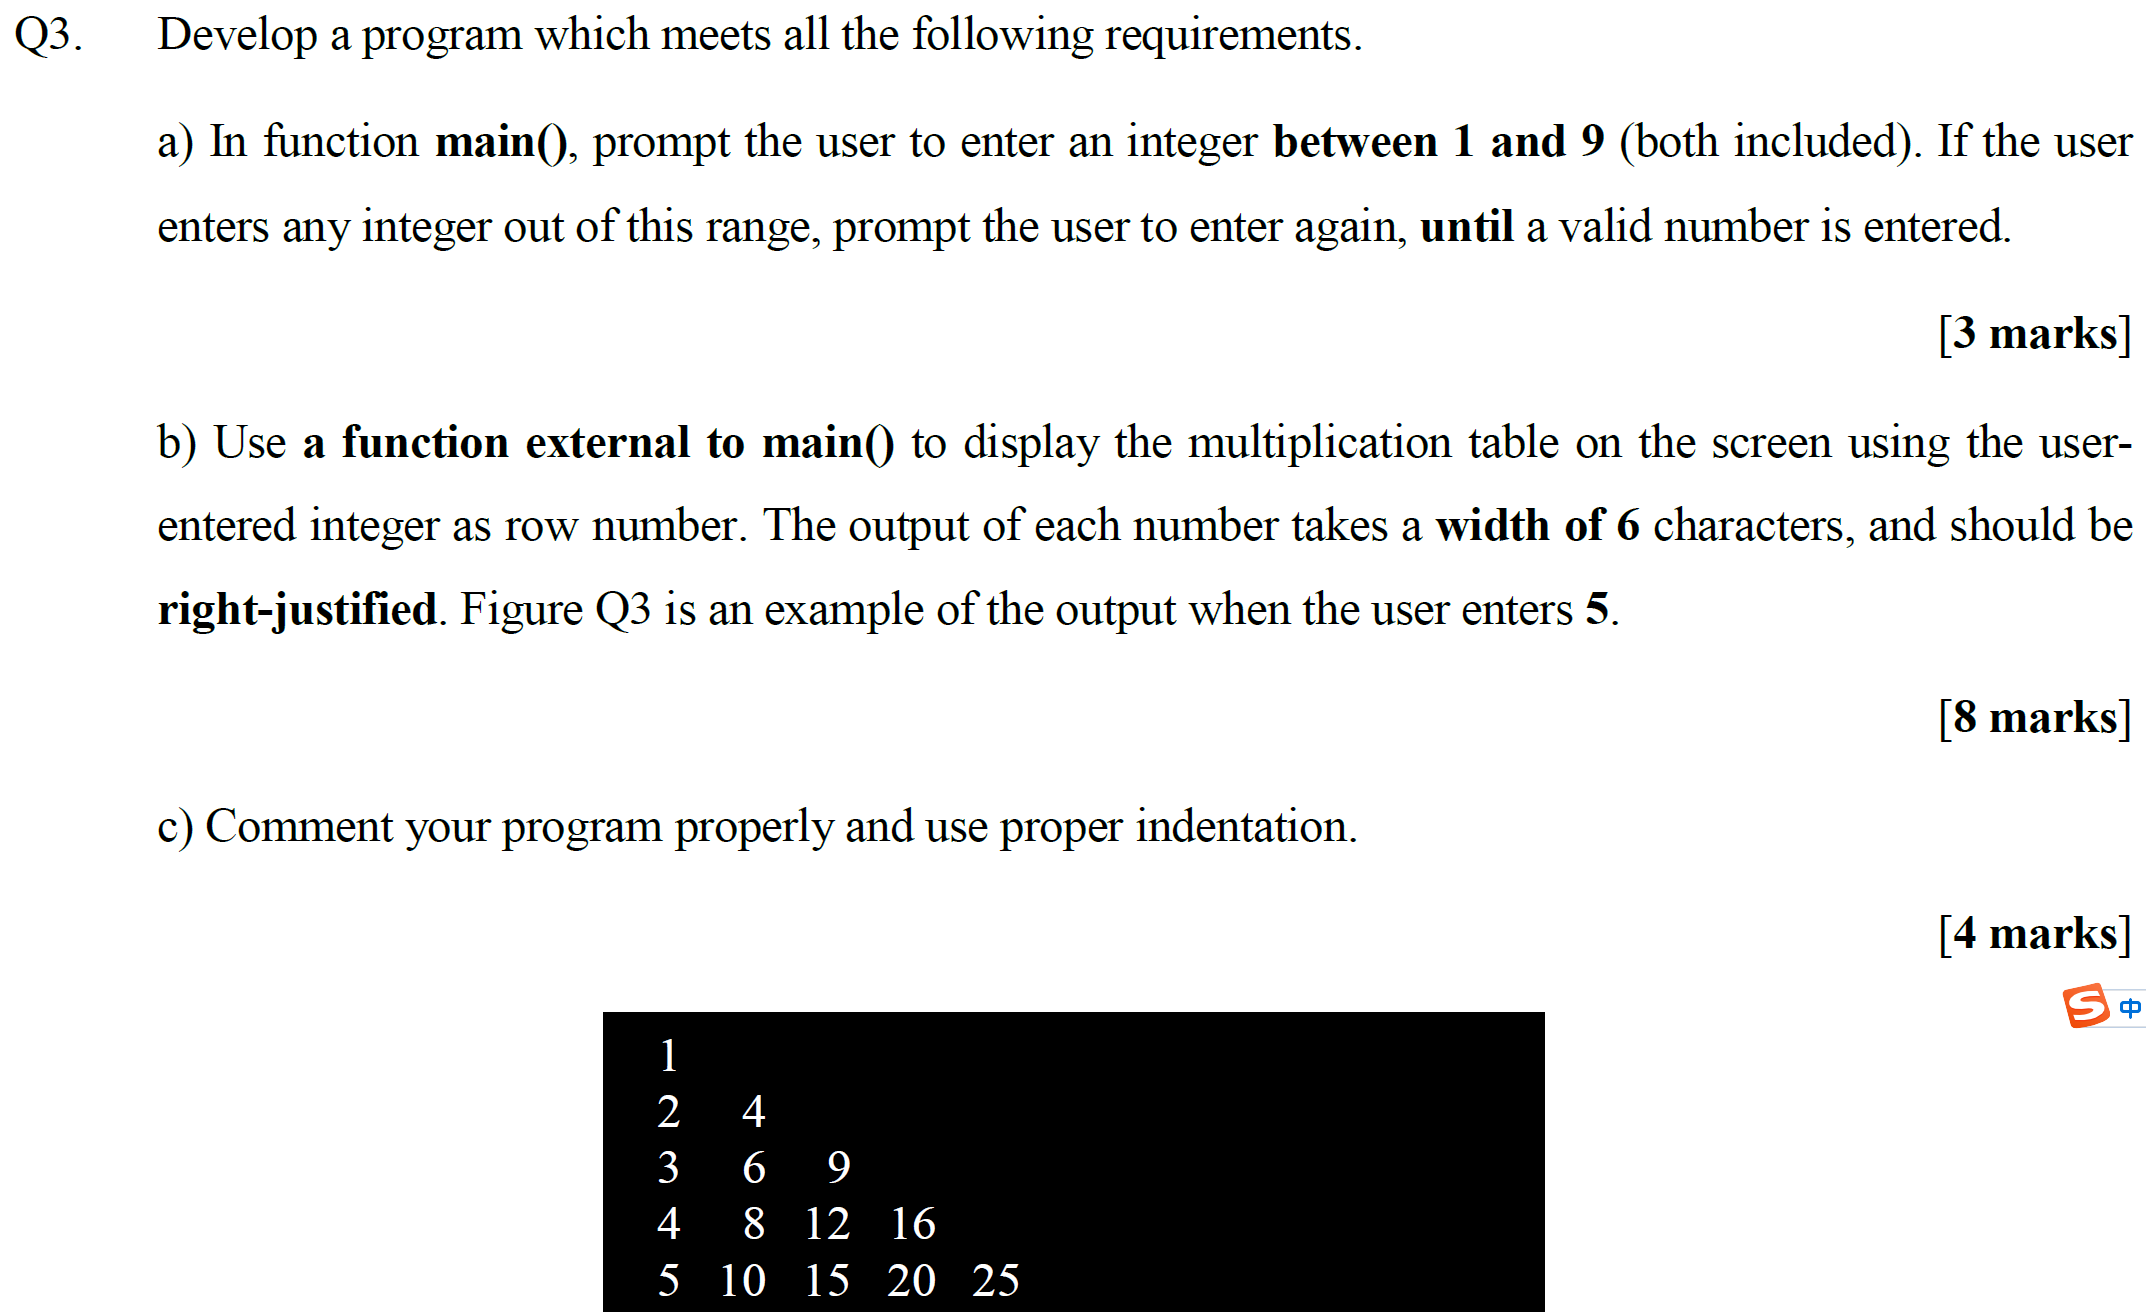 Q3. Develop a program which meets all the following requirements.
a) In function main(), prompt the user to enter an integer between 1 and 9 (both included). If the user
enters any integer out of this range, prompt the user to enter again, until a valid number is entered.
[3 marks]
b) Use a function external to main() to display the multiplication table on the screen using the user-
entered integer as row number. The output of each number takes a width of 6 characters, and should be
right-justified. Figure Q3 is an example of the output when the user enters 5.
[8 marks]
c) Comment your program properly and use proper indentation.
[4 marks]
S 中
1
2 4
3 6 9
4 8 12 16
5 10 15 20 25